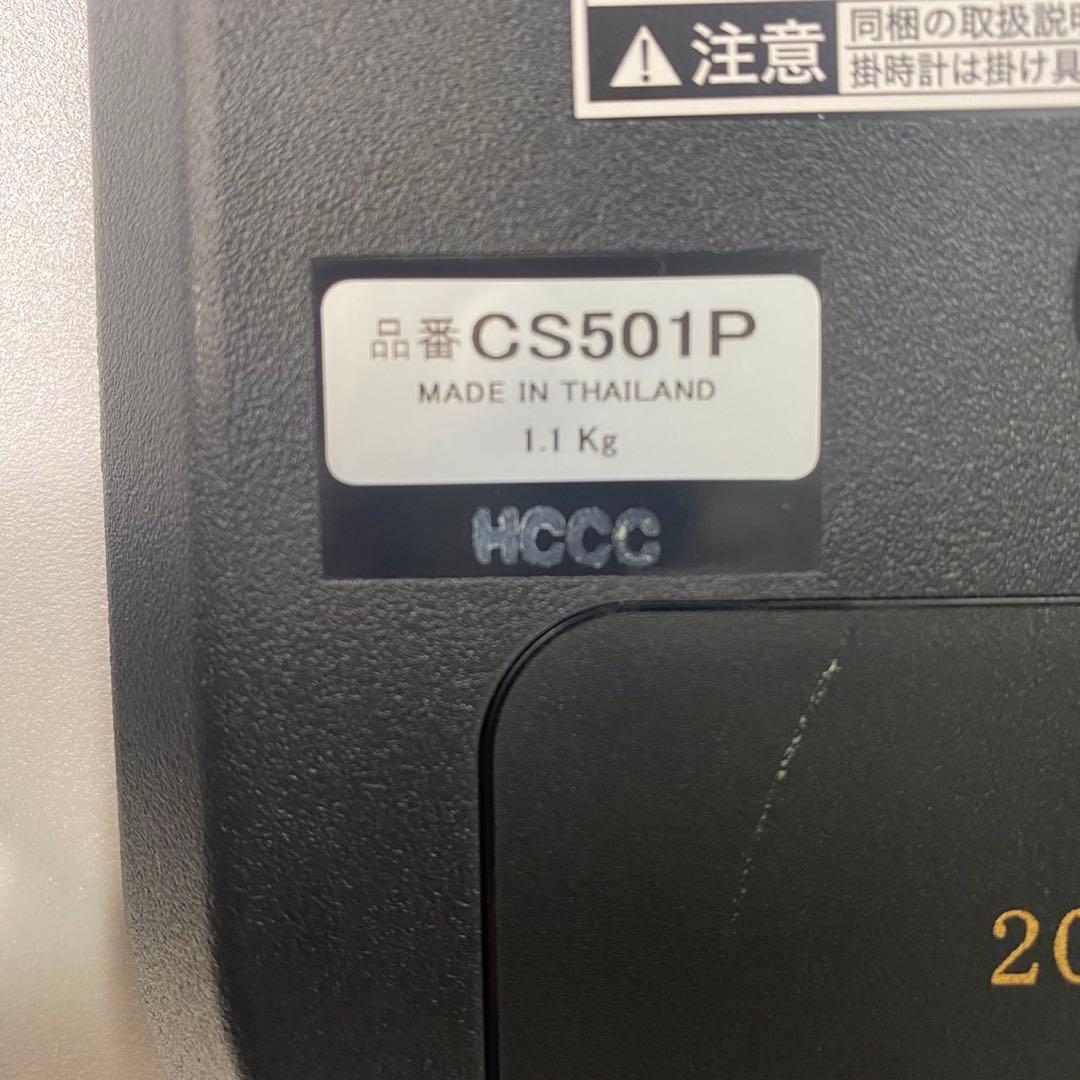 注意
同梱の取扱説明
掛時計は掛け具
品番CS501P
MADE IN THAILAND
1.1 Kg
HCCC
20